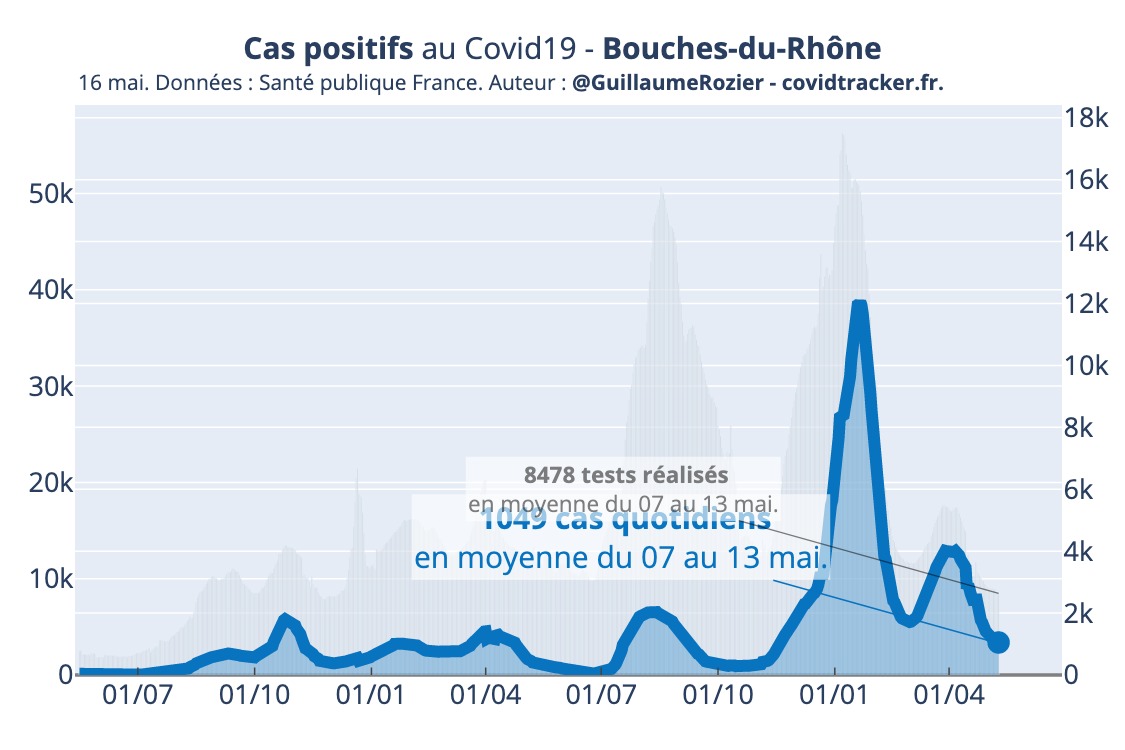 Cas positifs au Covid19 - Bouches-du-Rhône
16 mai. Données : Santé publique France. Auteur : @GuillaumeRozier - covidtracker.fr.
18k
16k
50k
14k
40k
12k
10k
30k
8k
8478 tests réalisés
20k
6k
en moyenne du 07 au 13 mai.
1049 cas quotidiens
en moyenne du 07 au 13 mai.
4k
10k
2k
0
0
01/07 01/10 01/01 01/04 01/07 01/10 01/01 01/04